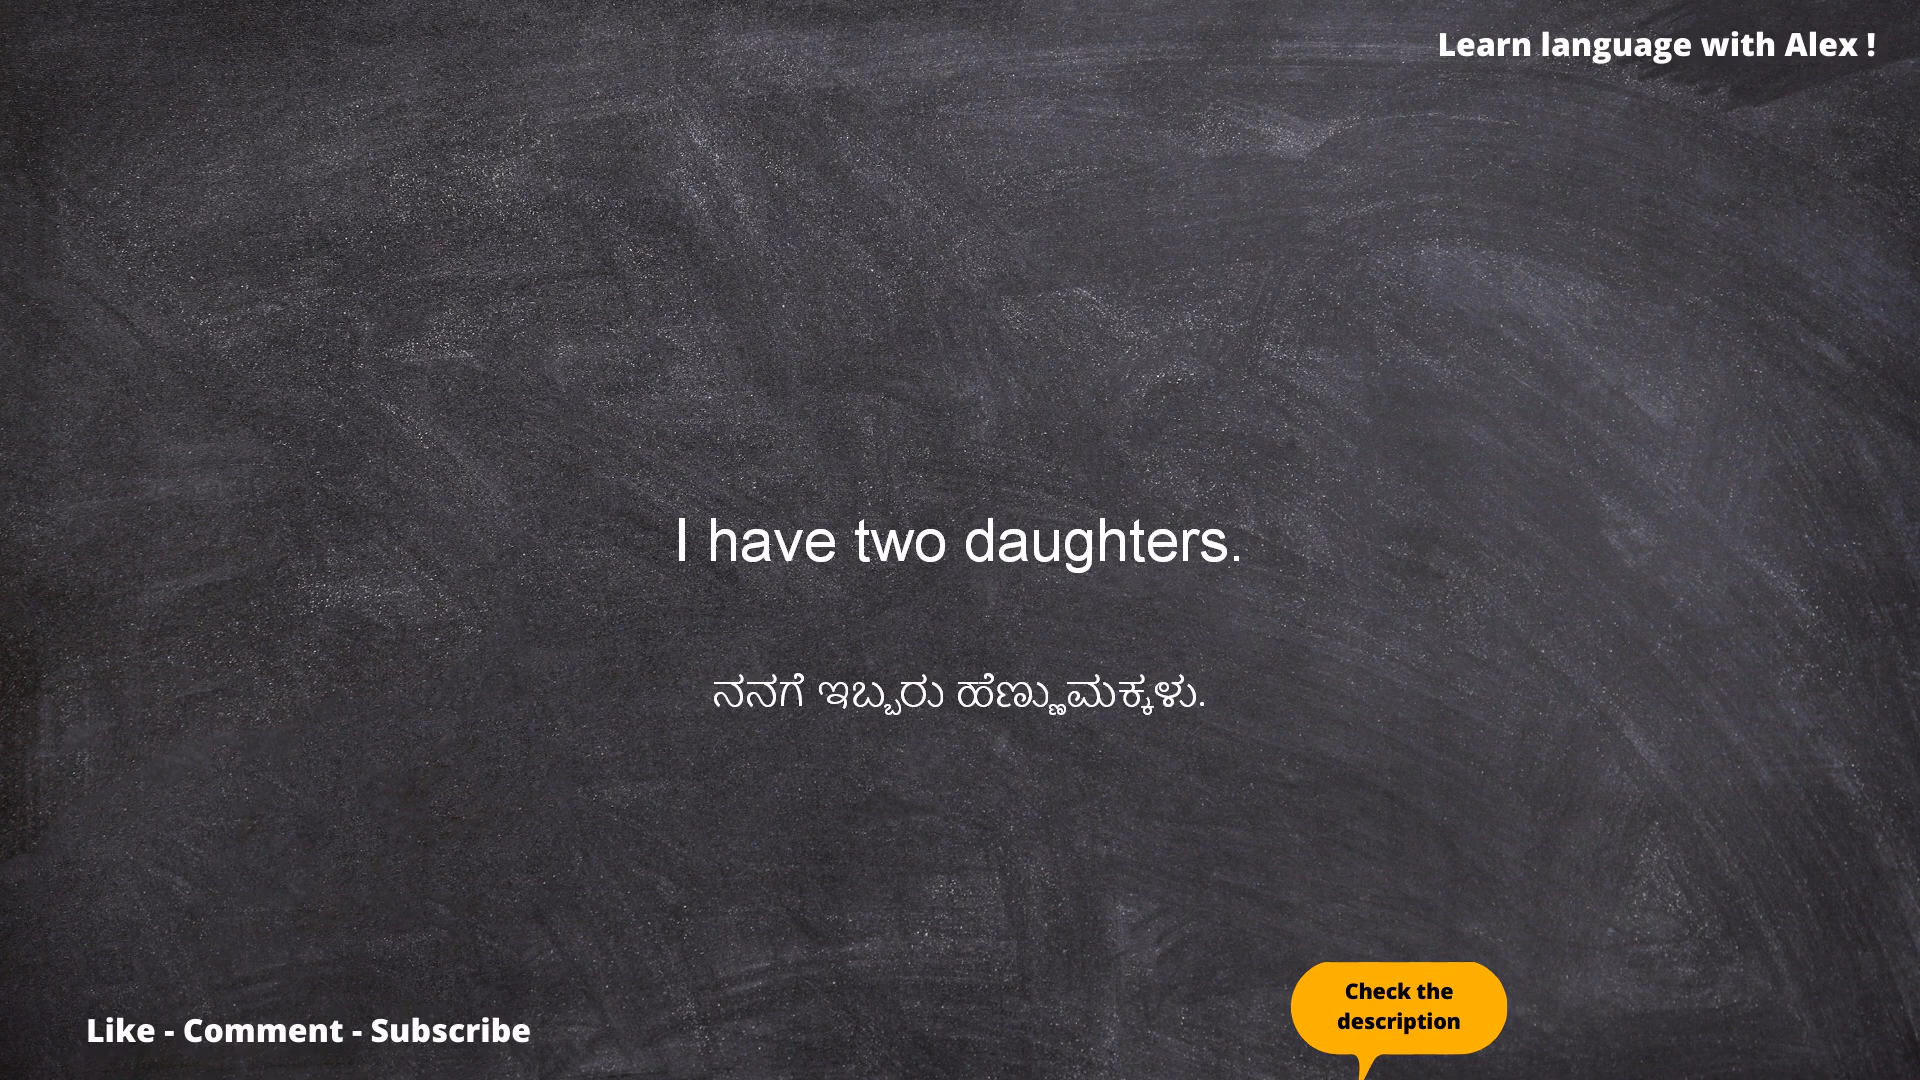 Learn language with Alex !
I have two daughters.
ನನಗೆ ಇಬ್ಬರು ಹೆಣ್ಣುಮಕ್ಕಳು.
Check the
description
Like - Comment - Subscribe